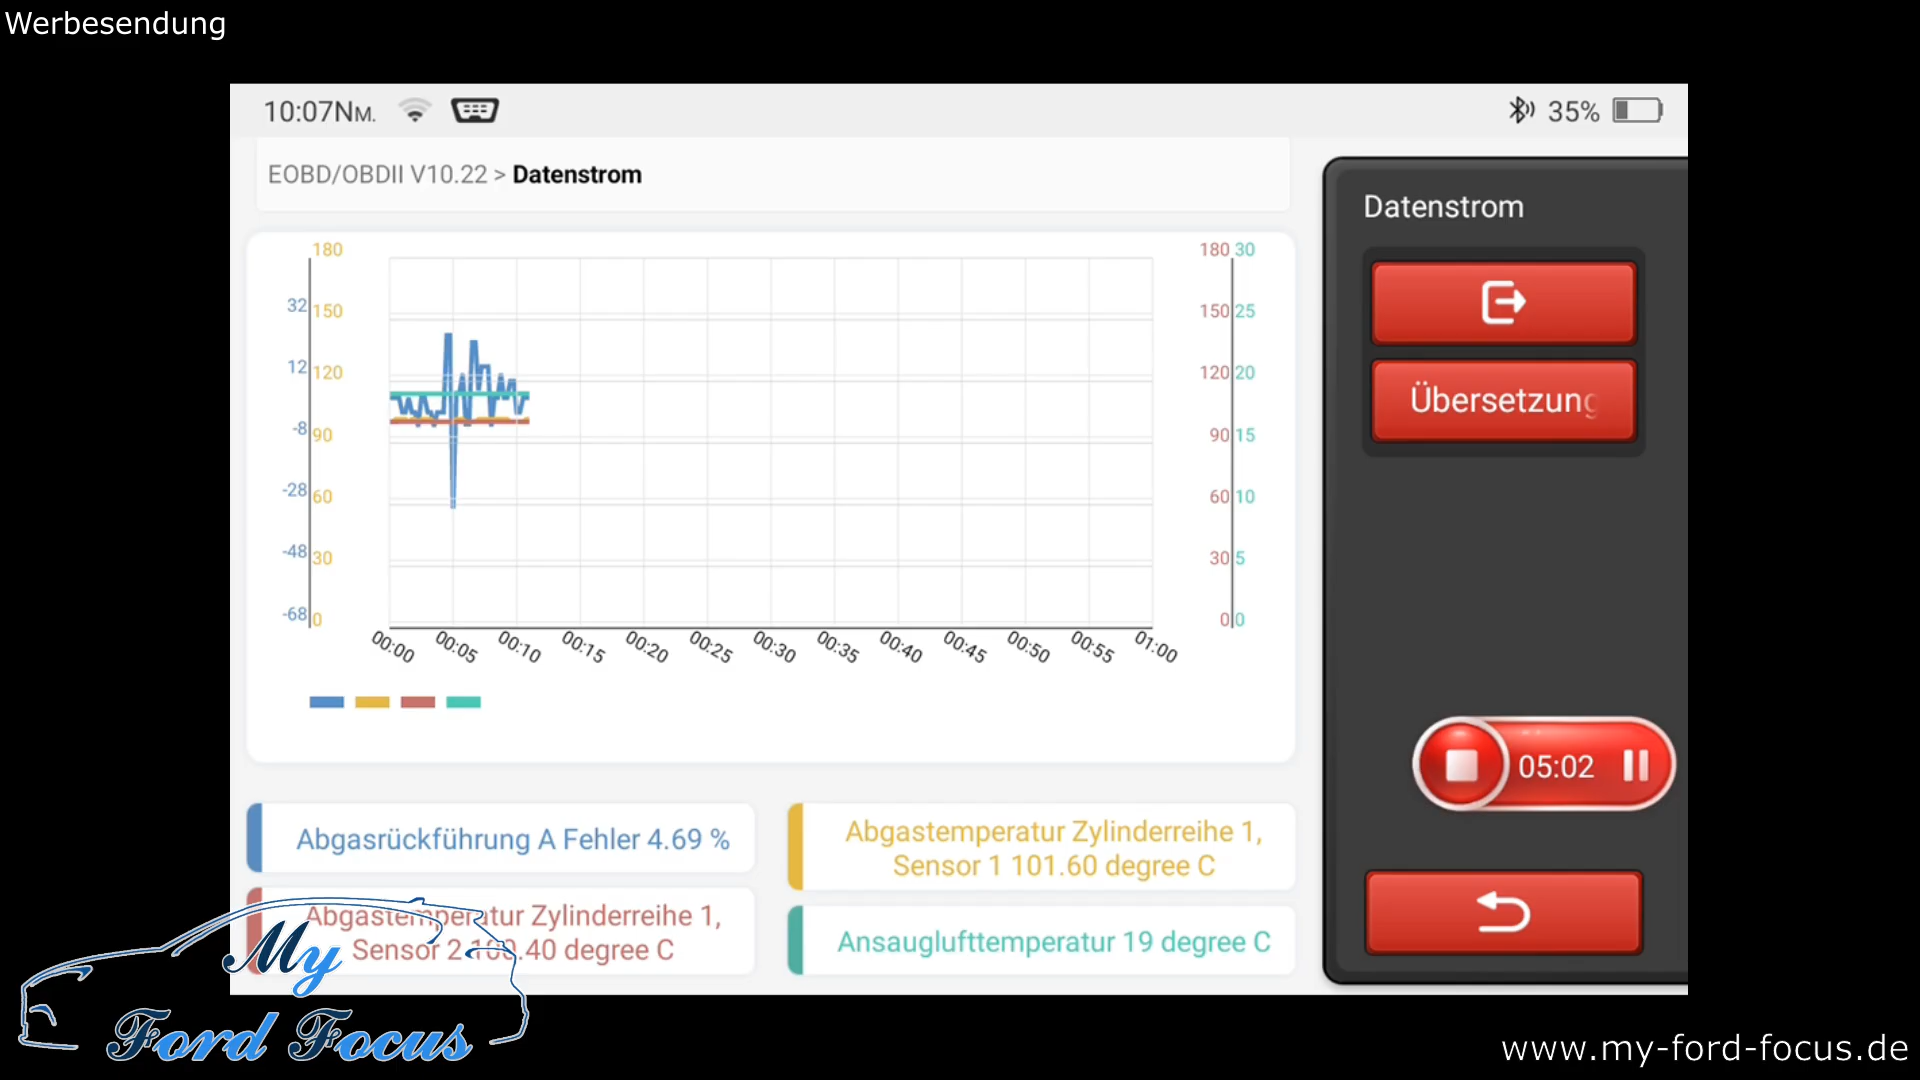 Werbesendung
10:07NM.
35%
EOBD/OBDII V10.22 > Datenstrom
Datenstrom
Übersetzung
05:02
180
32
150
12
120
-8
90
-28
60
-48
30
-68
0
180 30
150 25
120 20
90 15
60 10
30 5
0 0
00:00 00:05 00:10 00:15 00:20 00:25 00:30 00:35 00:40 00:45 00:50 00:55 01:00
Abgasrückführung A Fehler 4.69 %
Abgastemperatur Zylinderreihe 1,
Sensor 1 101.60 degree C
Abgastemperatur Zylinderreihe 1,
Sensor 2 100.40 degree C
Ansauglufttemperatur 19 degree C
My
Ford Focus
www.my-ford-focus.de